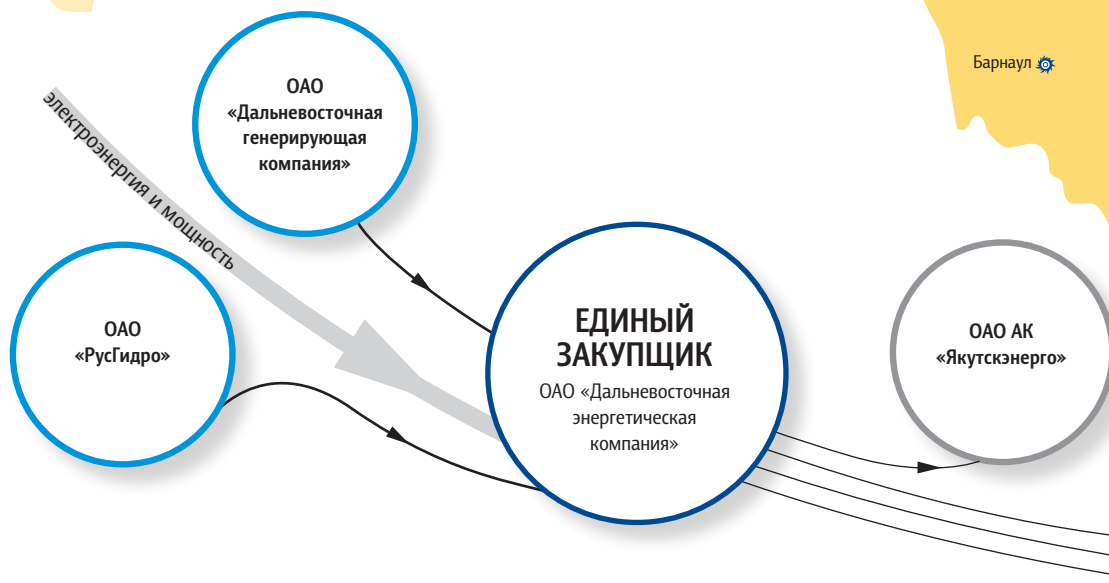 Барнаул
ОАО
«Дальневосточная
генерирующая
компания»
электроэнергия и мощность
ОАО
«РусГидро»
ЕДИНЫЙ
ЗАКУПЩИК
ОАО «Дальневосточная
энергетическая
компания»
ОАО АК
«Якутскэнерго»